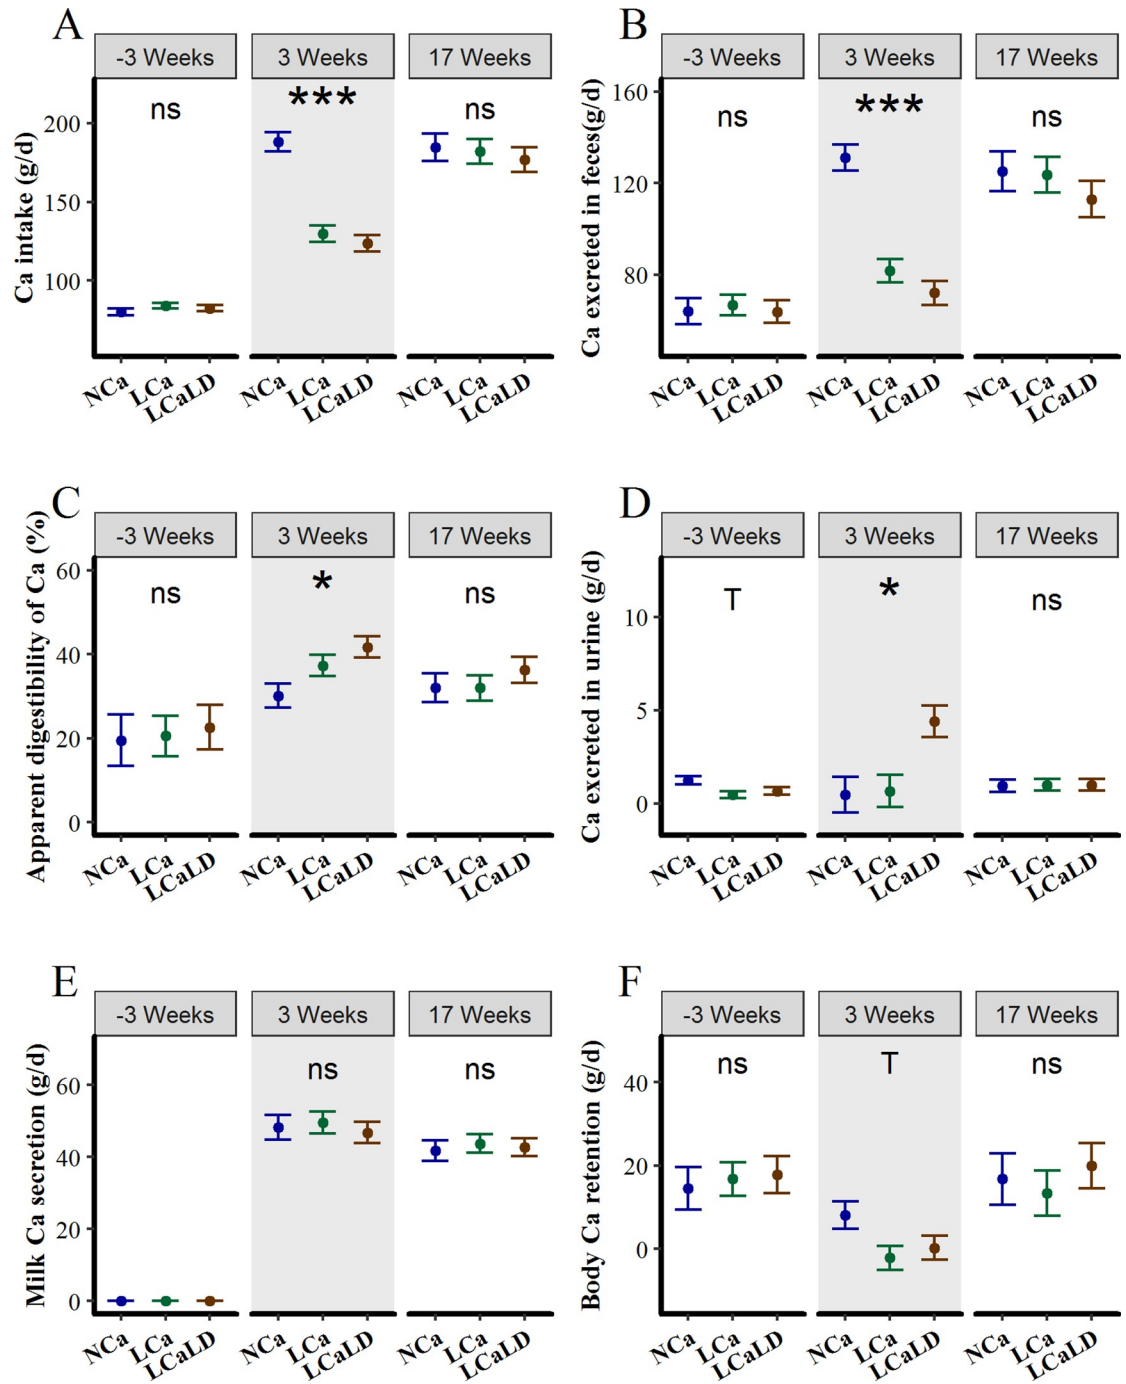 A
-3 Weeks
3 Weeks
17 Weeks
Ca intake (g/d)
200
150
100
ns
***
ns
NCa
LCa
LCaLD
NCa
LCa
LCaLD
NCa
LCa
LCaLD
B
-3 Weeks
3 Weeks
17 Weeks
Ca excreted in feces(g/d)
160
120
80
ns
***
ns
NCa
LCa
LCaLD
NCa
LCa
LCaLD
NCa
LCa
LCaLD
C
-3 Weeks
3 Weeks
17 Weeks
Apparent digestibility of Ca (%)
60
40
20
0
ns
*
ns
NCa
LCa
LCaLD
NCa
LCa
LCaLD
NCa
LCa
LCaLD
D
-3 Weeks
3 Weeks
17 Weeks
Ca excreted in urine (g/d)
10
5
0
T
*
ns
NCa
LCa
LCaLD
NCa
LCa
LCaLD
NCa
LCa
LCaLD
E
-3 Weeks
3 Weeks
17 Weeks
Milk Ca secretion (g/d)
60
40
20
0
ns
ns
NCa
LCa
LCaLD
NCa
LCa
LCaLD
NCa
LCa
LCaLD
F
-3 Weeks
3 Weeks
17 Weeks
Body Ca retention (g/d)
40
20
0
ns
T
ns
NCa
LCa
LCaLD
NCa
LCa
LCaLD
NCa
LCa
LCaLD